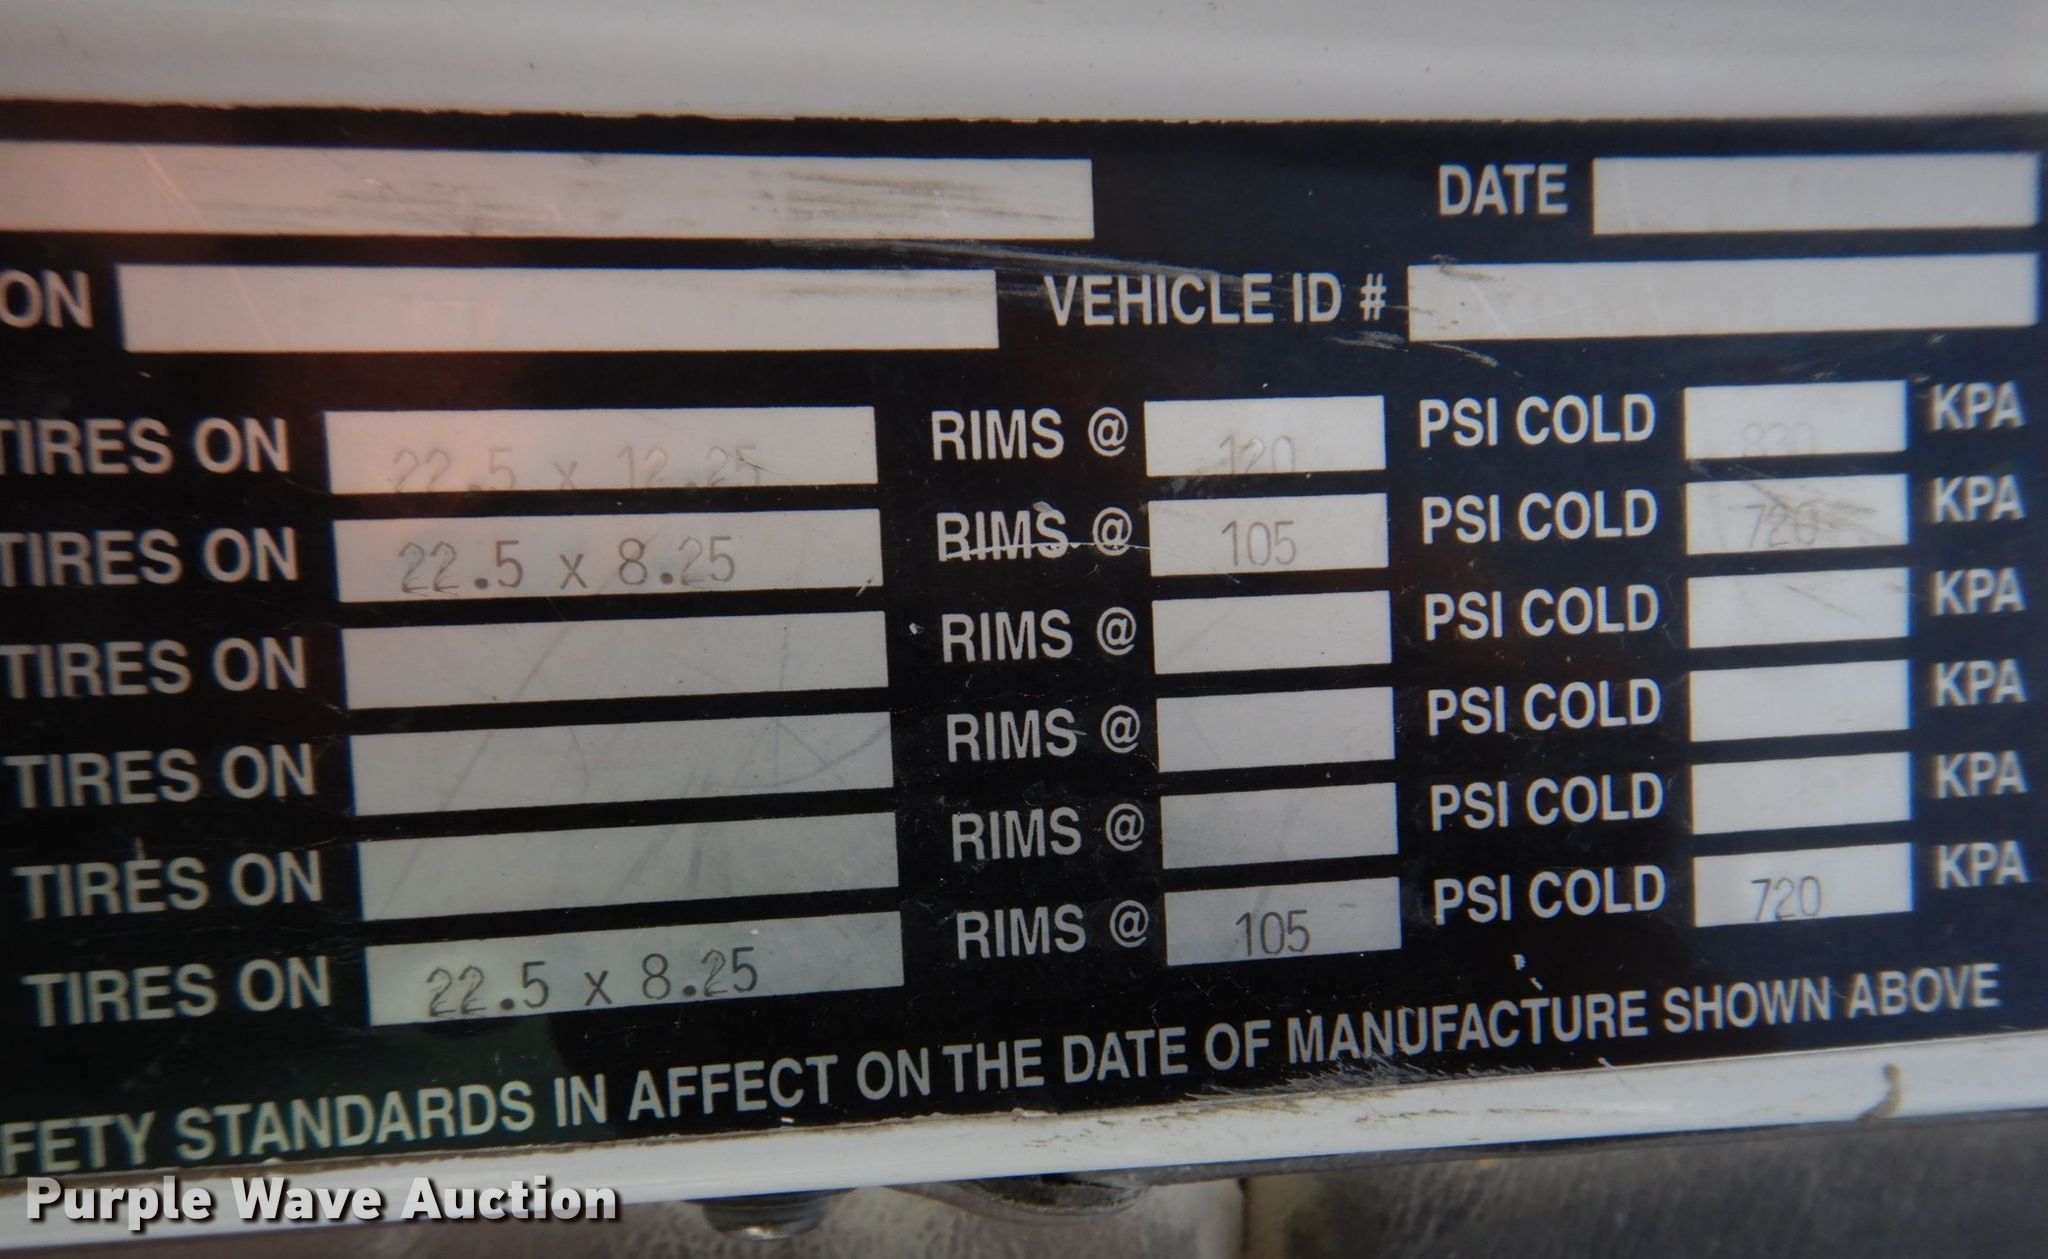 DATE
ON VEHICLE ID #
TIRES ON 22.5 x 12.25 RIMS @ 120 PSI COLD 830 KPA
TIRES ON 22.5 x 8.25 RIMS @ 105 PSI COLD 720 KPA
TIRES ON RIMS @ PSI COLD KPA
TIRES ON RIMS @ PSI COLD KPA
TIRES ON RIMS @ PSI COLD KPA
TIRES ON 22.5 x 8.25 RIMS @ 105 PSI COLD 720 KPA
FETY STANDARDS IN AFFECT ON THE DATE OF MANUFACTURE SHOWN ABOVE
Purple Wave Auction